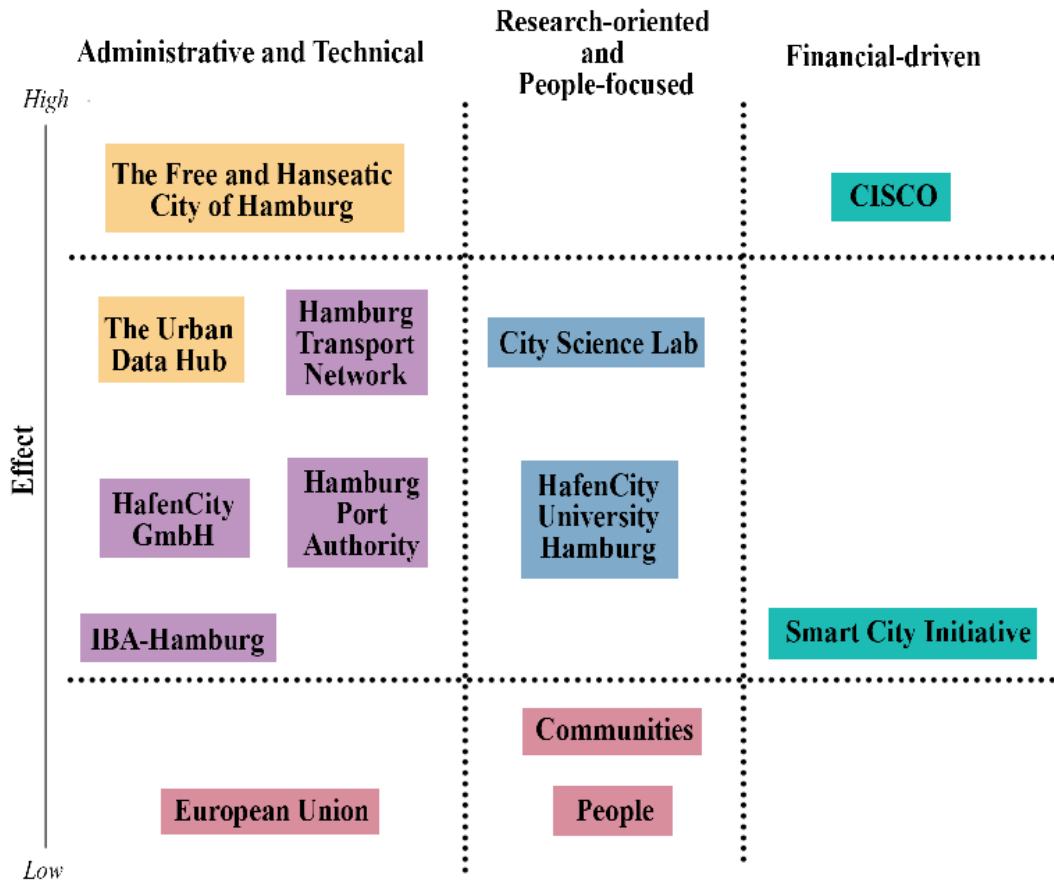 Administrative and Technical
Research-oriented
and
People-focused
Financial-driven
High
The Free and Hanseatic
City of Hamburg
CISCO
The Urban
Data Hub
Hamburg
Transport
Network
City Science Lab
Effect
HafenCity
GmbH
Hamburg
Port
Authority
HafenCity
University
Hamburg
IBA-Hamburg
Smart City Initiative
Communities
European Union
People
Low